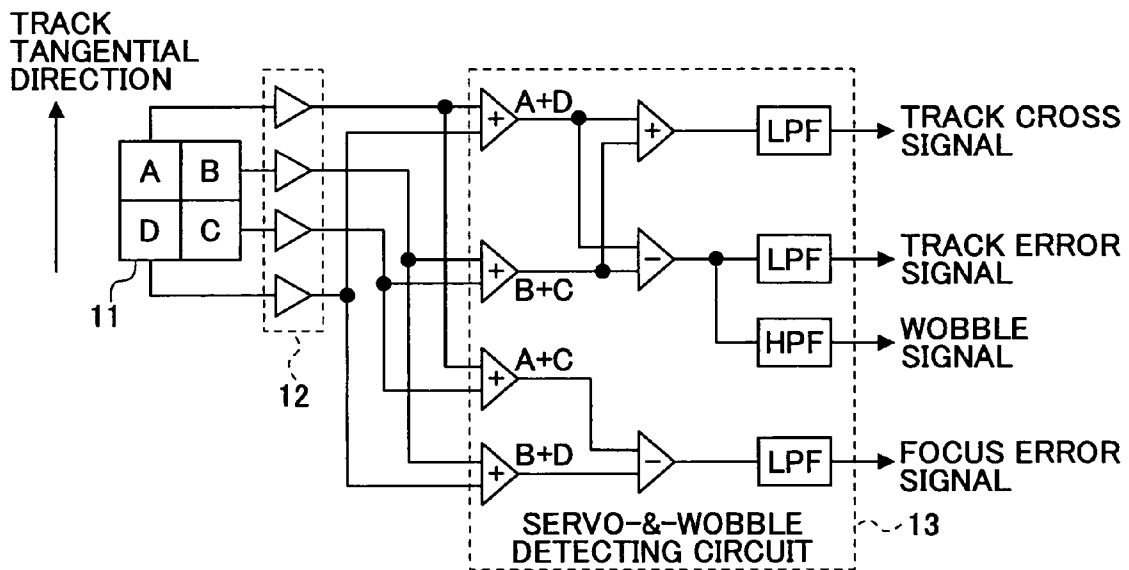 TRACK
TANGENTIAL
DIRECTION
A B
D C
11
12
+
A+D
+
B+C
+
A+C
+
B+D
+
−
−
LPF
LPF
HPF
LPF
TRACK CROSS
SIGNAL
TRACK ERROR
SIGNAL
WOBBLE
SIGNAL
FOCUS ERROR
SIGNAL
SERVO-&-WOBBLE
DETECTING CIRCUIT
13